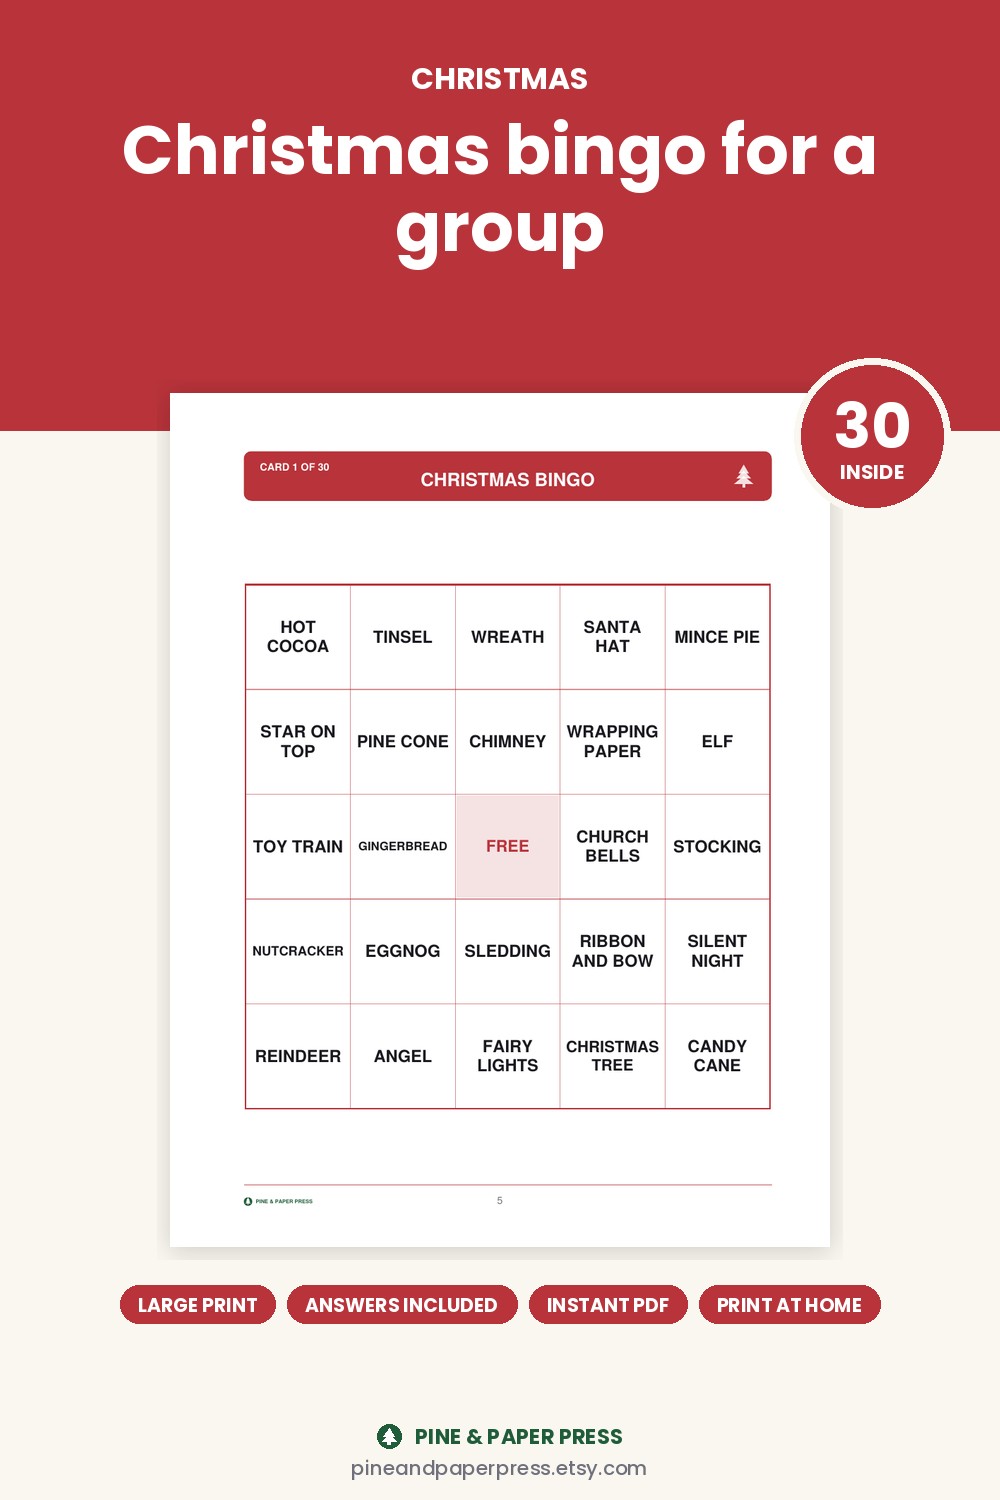 CHRISTMAS
Christmas bingo for a
group
30
INSIDE
CARD 1 OF 30
CHRISTMAS BINGO
HOT
COCOA
TINSEL
WREATH
SANTA
HAT
MINCE PIE
STAR ON
TOP
PINE CONE
CHIMNEY
WRAPPING
PAPER
ELF
TOY TRAIN
GINGERBREAD
FREE
CHURCH
BELLS
STOCKING
NUTCRACKER
EGGNOG
SLEDDING
RIBBON
AND BOW
SILENT
NIGHT
REINDEER
ANGEL
FAIRY
LIGHTS
CHRISTMAS
TREE
CANDY
CANE
PINE & PAPER PRESS
5
LARGE PRINT
ANSWERS INCLUDED
INSTANT PDF
PRINT AT HOME
PINE & PAPER PRESS
pineandpaperpress.etsy.com